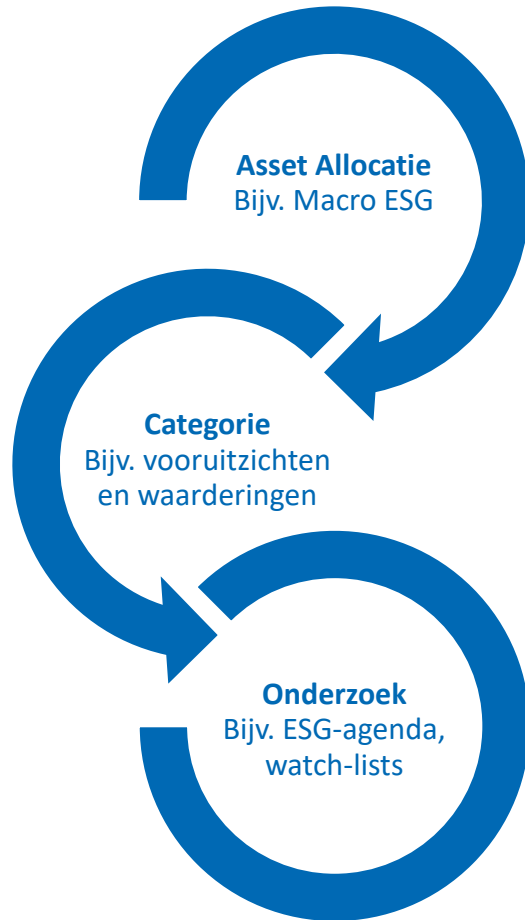 Asset Allocatie
Bijv. Macro ESG
Categorie
Bijv. vooruitzichten
en waarderingen
Onderzoek
Bijv. ESG-agenda,
watch-lists